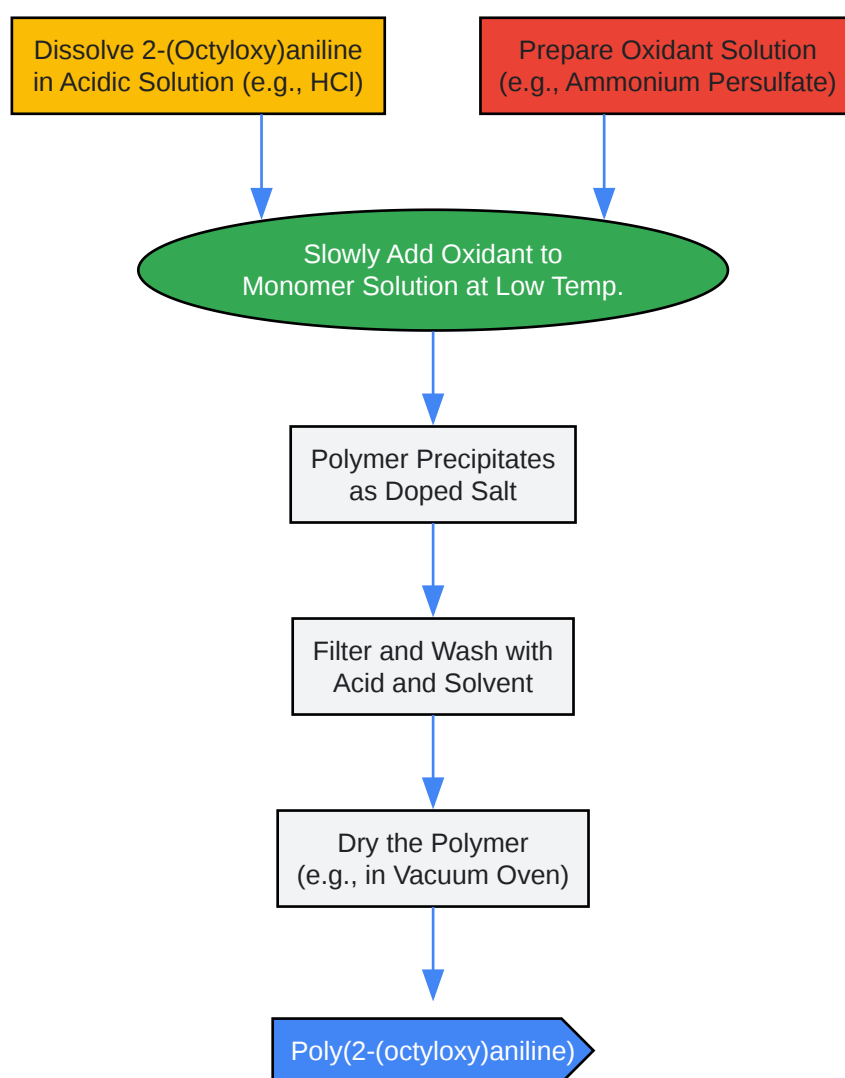 Dissolve 2-(Octyloxy)aniline
in Acidic Solution (e.g., HCl)
Prepare Oxidant Solution
(e.g., Ammonium Persulfate)
Slowly Add Oxidant to
Monomer Solution at Low Temp.
Polymer Precipitates
as Doped Salt
Filter and Wash with
Acid and Solvent
Dry the Polymer
(e.g., in Vacuum Oven)
Poly(2-(octyloxy)aniline)